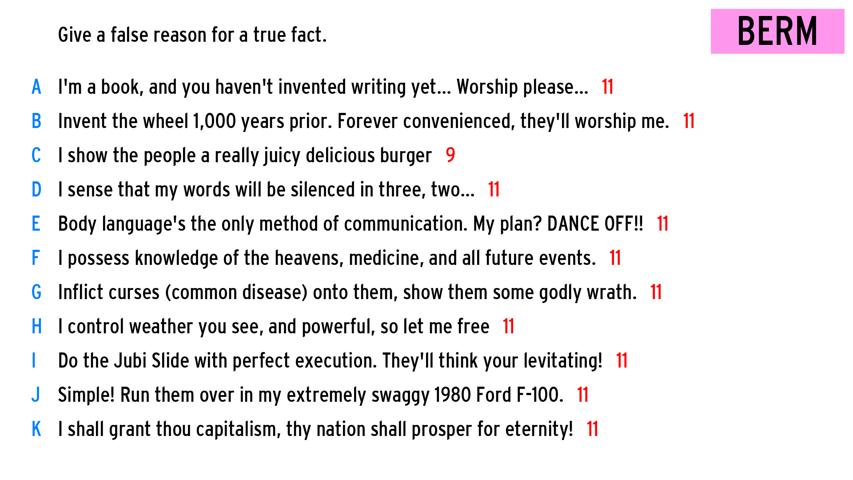 Give a false reason for a true fact.
BERM
A I'm a book, and you haven't invented writing yet... Worship please... 11
B Invent the wheel 1,000 years prior. Forever convenienced, they'll worship me. 11
C I show the people a really juicy delicious burger 9
D I sense that my words will be silenced in three, two... 11
E Body language's the only method of communication. My plan? DANCE OFF!! 11
F I possess knowledge of the heavens, medicine, and all future events. 11
G Inflict curses (common disease) onto them, show them some godly wrath. 11
H I control weather you see, and powerful, so let me free 11
I Do the Jubi Slide with perfect execution. They'll think your levitating! 11
J Simple! Run them over in my extremely swaggy 1980 Ford F-100. 11
K I shall grant thou capitalism, thy nation shall prosper for eternity! 11